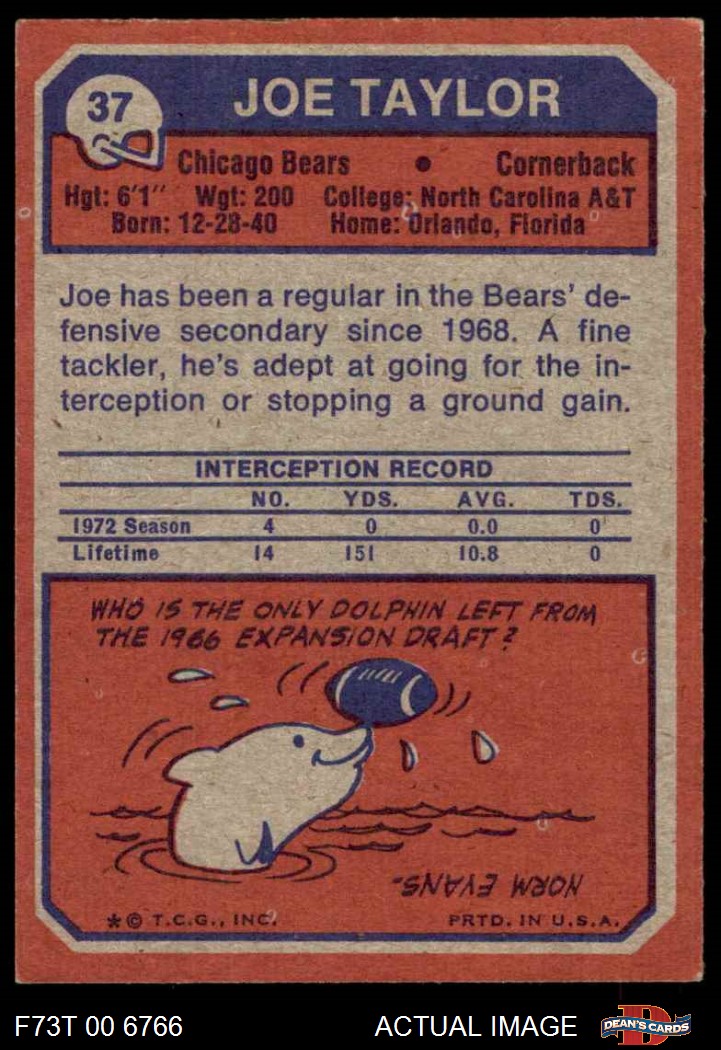 37
JOE TAYLOR
Chicago Bears • Cornerback
Hgt: 6'1" Wgt: 200 College: North Carolina A&T
Born: 12-28-40 Home: Orlando, Florida
Joe has been a regular in the Bears' de-
fensive secondary since 1968. A fine
tackler, he's adept at going for the in-
terception or stopping a ground gain.
INTERCEPTION RECORD
NO. YDS. AVG. TDS.
1972 Season 4 0 0.0 0
Lifetime 14 151 10.8 0
WHO IS THE ONLY DOLPHIN LEFT FROM
THE 1966 EXPANSION DRAFT?
NORM EVANS-
* © T.C.G., INC. PRTD. IN U.S.A.
F73T 00 6766 ACTUAL IMAGE DEAN'S CARDS